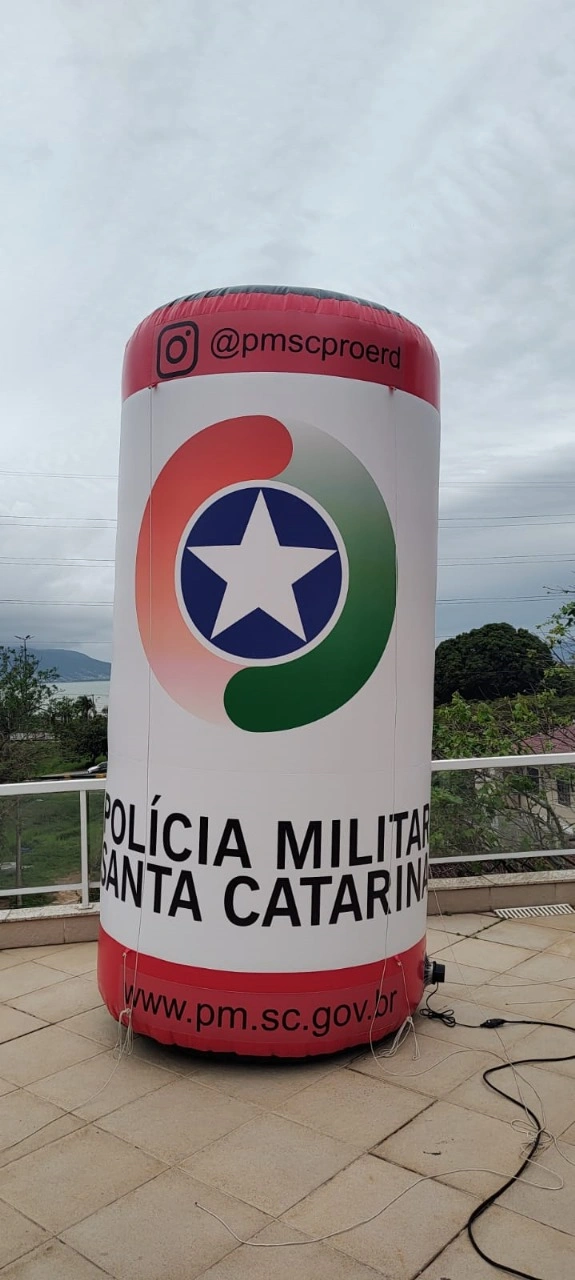 @pmscproerd
POLÍCIA MILITAR
SANTA CATARINA
www.pm.sc.gov.br